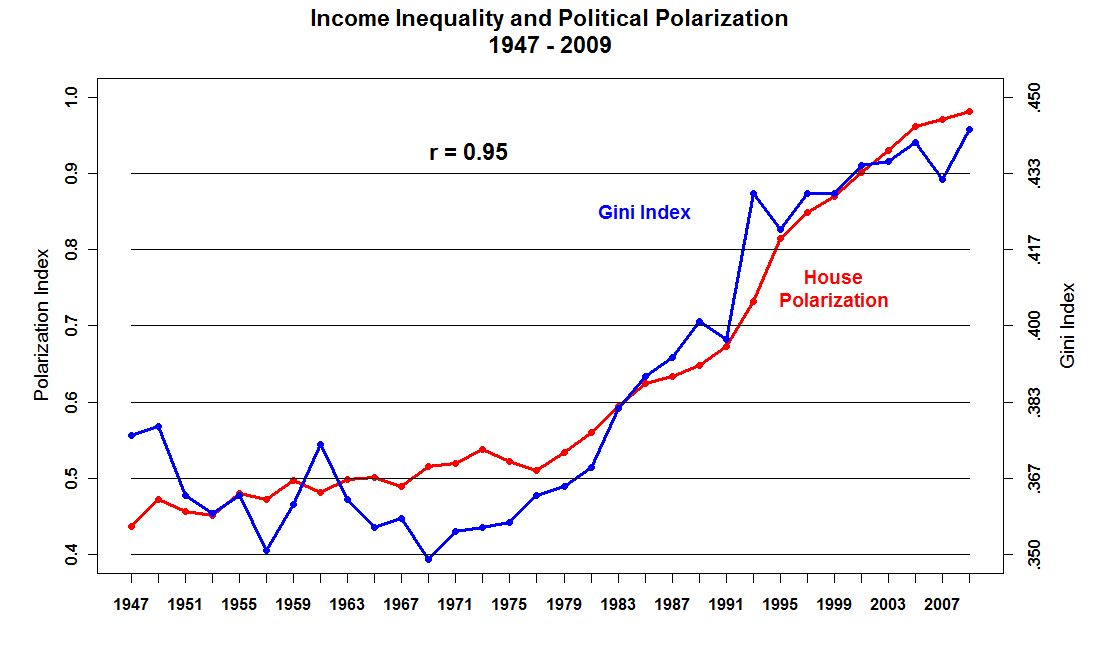 Income Inequality and Political Polarization
1947 - 2009
1.0
0.9
0.8
0.7
0.6
0.5
0.4
Polarization Index
r = 0.95
Gini Index
House
Polarization
.450
.433
.417
.400
.383
.367
.350
Gini Index
1947 1951 1955 1959 1963 1967 1971 1975 1979 1983 1987 1991 1995 1999 2003 2007